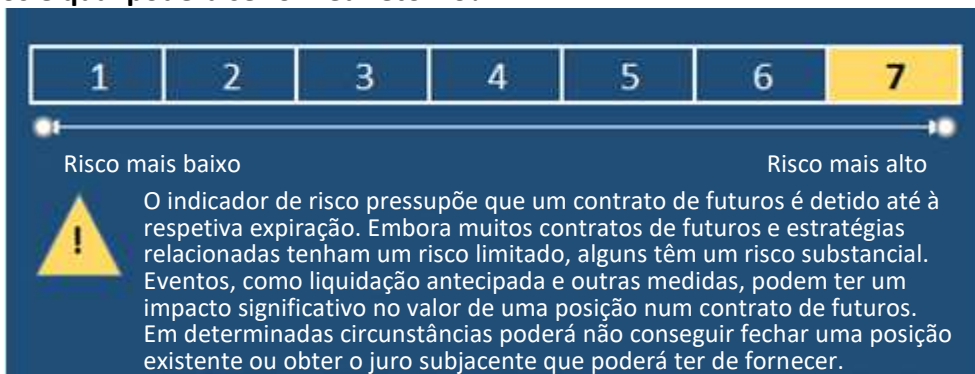 1 2 3 4 5 6 7
Risco mais baixo Risco mais alto
! O indicador de risco pressupõe que um contrato de futuros é detido até à
respetiva expiração. Embora muitos contratos de futuros e estratégias
relacionadas tenham um risco limitado, alguns têm um risco substancial.
Eventos, como liquidação antecipada e outras medidas, podem ter um
impacto significativo no valor de uma posição num contrato de futuros.
Em determinadas circunstâncias poderá não conseguir fechar uma posição
existente ou obter o juro subjacente que poderá ter de fornecer.